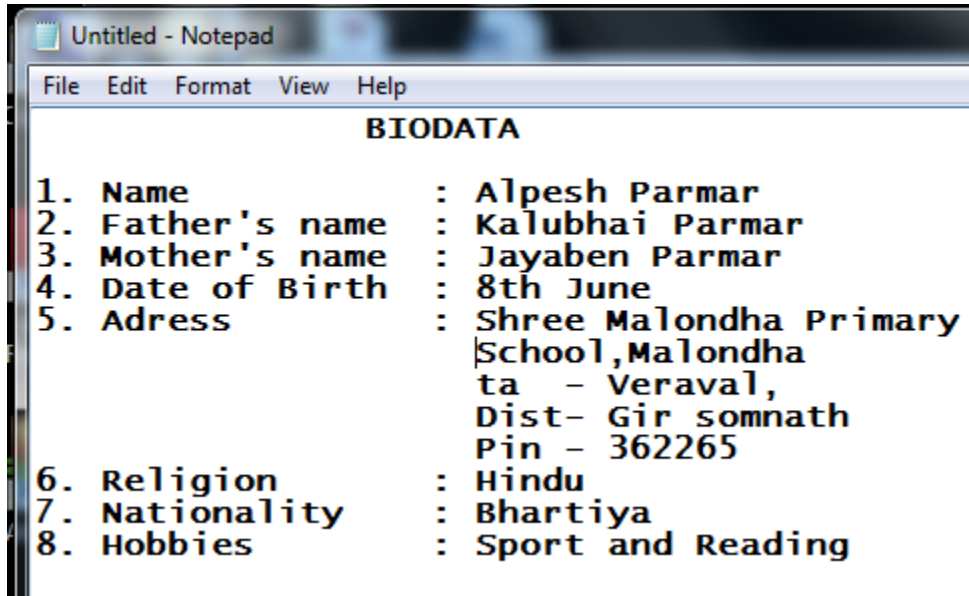 Untitled - Notepad
File Edit Format View Help
BIODATA
1. Name : Alpesh Parmar
2. Father's name : Kalubhai Parmar
3. Mother's name : Jayaben Parmar
4. Date of Birth : 8th June
5. Adress : Shree Malondha Primary
School,Malondha
ta - Veraval,
Dist- Gir somnath
Pin - 362265
6. Religion : Hindu
7. Nationality : Bhartiya
8. Hobbies : Sport and Reading